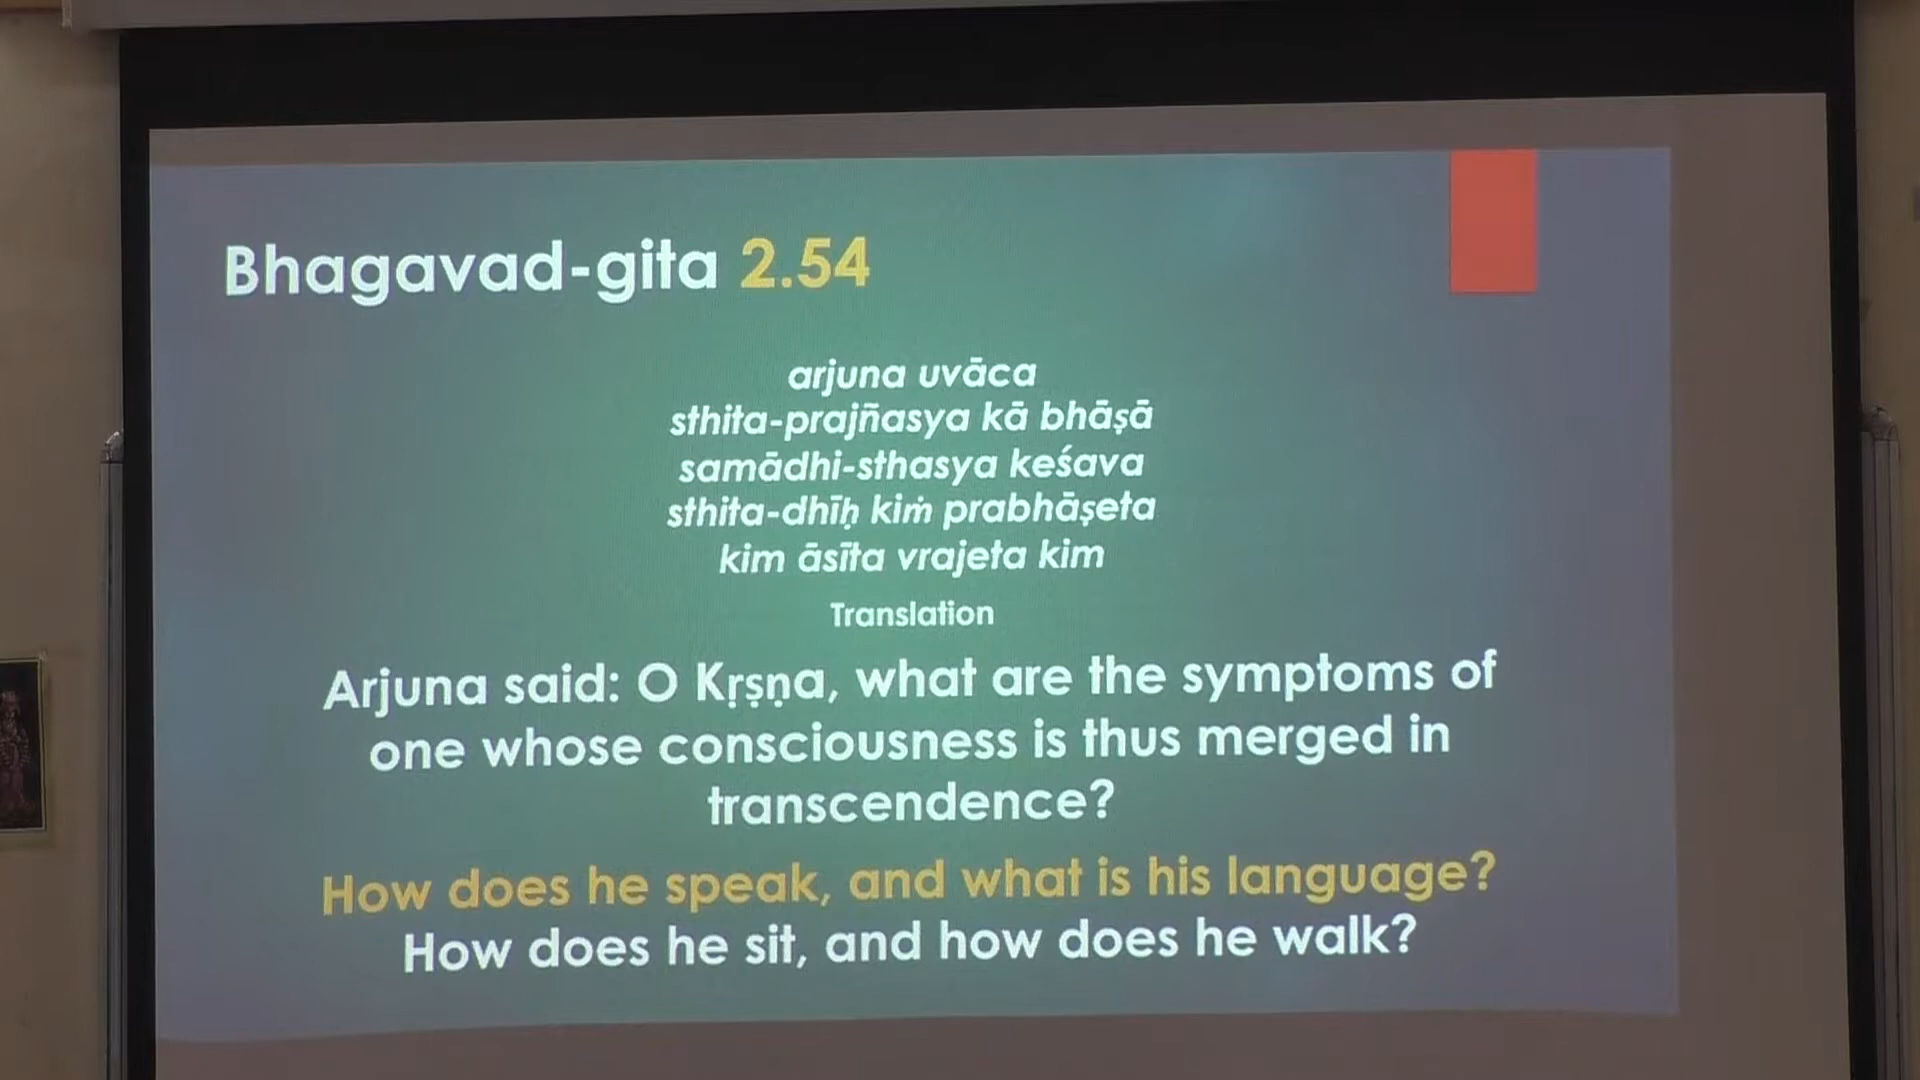 Bhagavad-gita 2.54
arjuna uvāca
sthita-prajñasya kā bhāṣā
samādhi-sthasya keśava
sthita-dhīḥ kiṁ prabhāṣeta
kim āsīta vrajeta kim
Translation
Arjuna said: O Kṛṣṇa, what are the symptoms of
one whose consciousness is thus merged in
transcendence?
How does he speak, and what is his language?
How does he sit, and how does he walk?